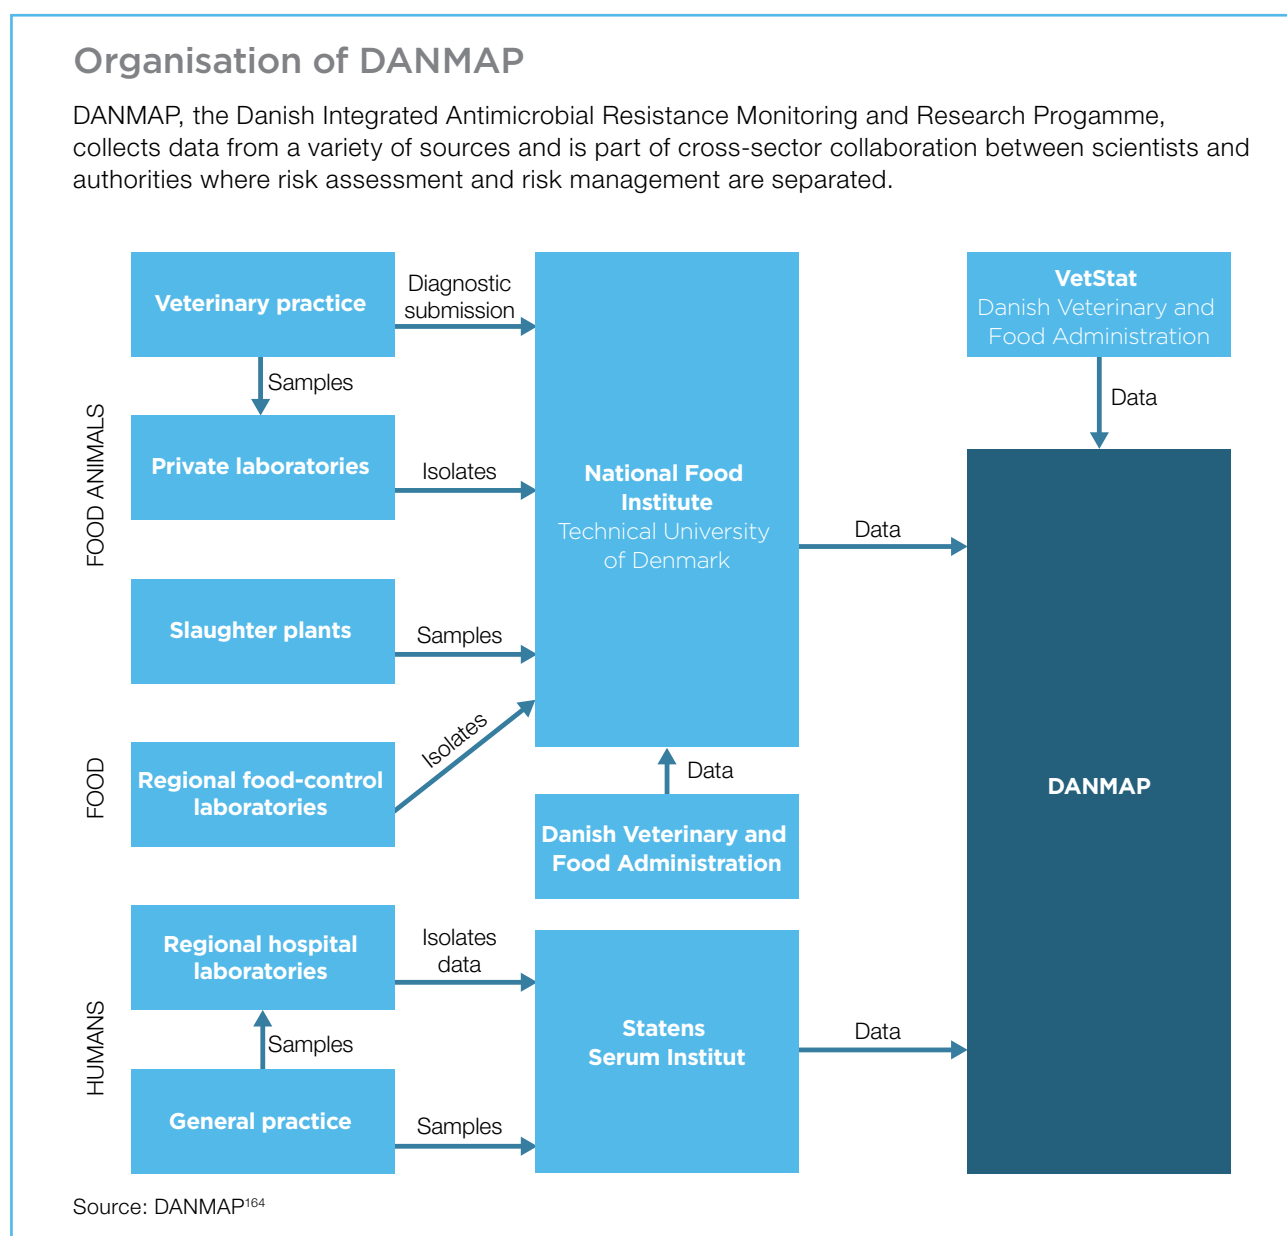 Organisation of DANMAP
DANMAP, the Danish Integrated Antimicrobial Resistance Monitoring and Research Progamme,
collects data from a variety of sources and is part of cross-sector collaboration between scientists and
authorities where risk assessment and risk management are separated.
FOOD ANIMALS
Veterinary practice
Diagnostic
submission
Samples
Private laboratories
Isolates
Slaughter plants
Samples
FOOD
Regional food-control
laboratories
Isolates
National Food
Institute
Technical University
of Denmark
Data
Data
Danish Veterinary and
Food Administration
VetStat
Danish Veterinary and
Food Administration
Data
DANMAP
HUMANS
Regional hospital
laboratories
Isolates
data
Samples
General practice
Samples
Statens
Serum Institut
Data
Source: DANMAP164